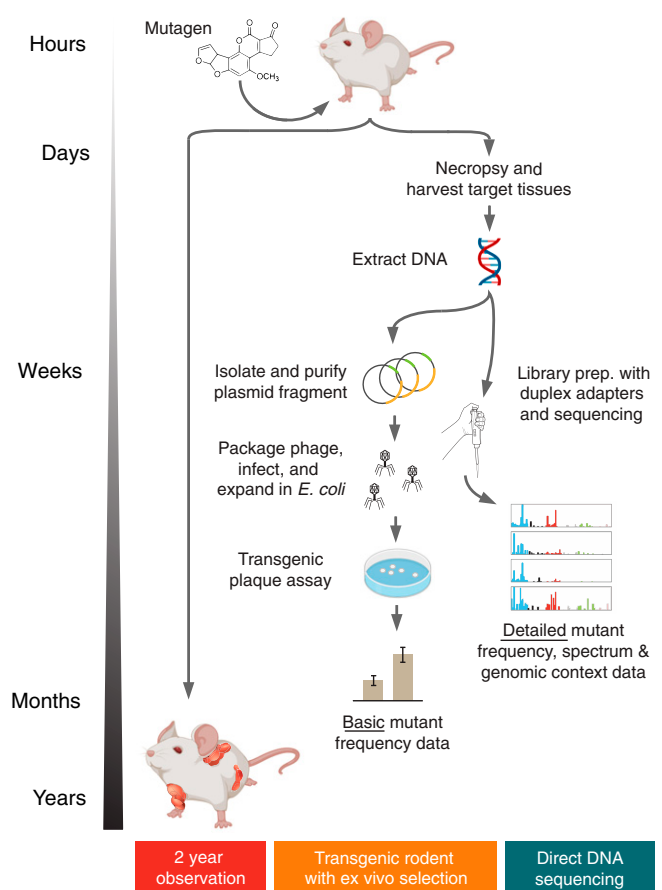 Hours
Mutagen
O
O
O
O
O
OCH3
Days
Necropsy and
harvest target tissues
Extract DNA
Weeks
Isolate and purify
plasmid fragment
Library prep. with
duplex adapters
and sequencing
Package phage,
infect, and
expand in E. coli
Transgenic
plaque assay
Detailed mutant
frequency, spectrum &
genomic context data
Months
Basic mutant
frequency data
Years
2 year
observation
Transgenic rodent
with ex vivo selection
Direct DNA
sequencing